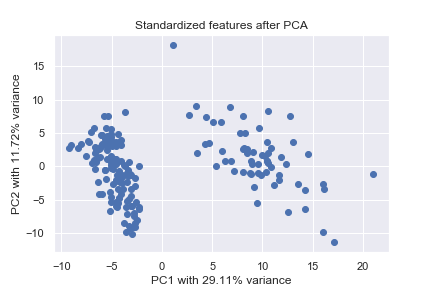 Standardized features after PCA
15
10
5
0
−5
−10
PC2 with 11.72% variance
−10 −5 0 5 10 15 20
PC1 with 29.11% variance